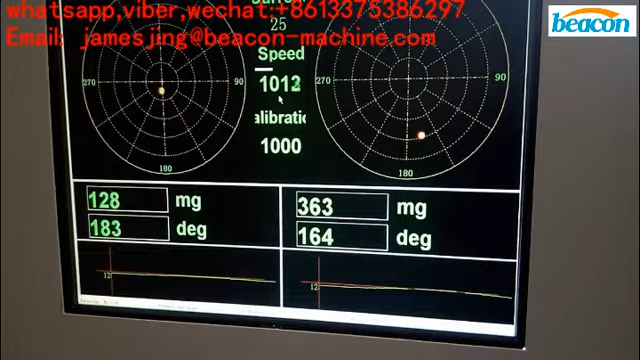 whatsapp,viber,wechat:+8613375386297
Email: jamesjing@beacon-machine.com
beacon
25
Speed
270
90
1012
270
90
alibratio
1000
180
180
128 mg
363 mg
183 deg
164 deg
12
12